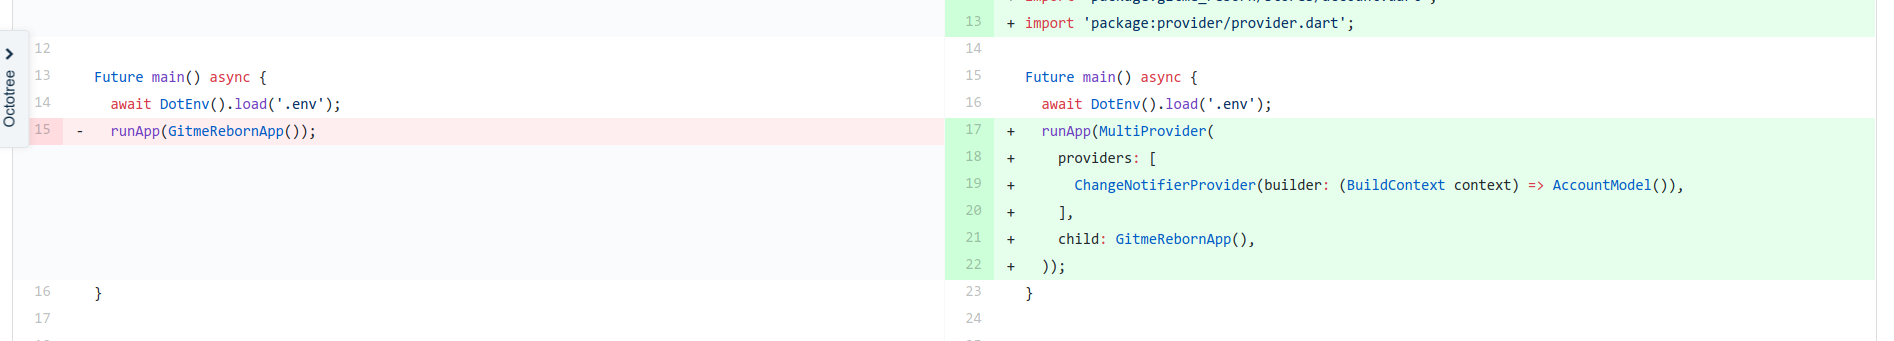 Octotree
12
13 Future main() async {
14 await DotEnv().load('.env');
15 - runApp(GitmeRebornApp());
16 }
17
13 + import 'package:provider/provider.dart';
14
15 Future main() async {
16 await DotEnv().load('.env');
17 + runApp(MultiProvider(
18 + providers: [
19 + ChangeNotifierProvider(builder: (BuildContext context) => AccountModel()),
20 + ],
21 + child: GitmeRebornApp(),
22 + ));
23 }
24